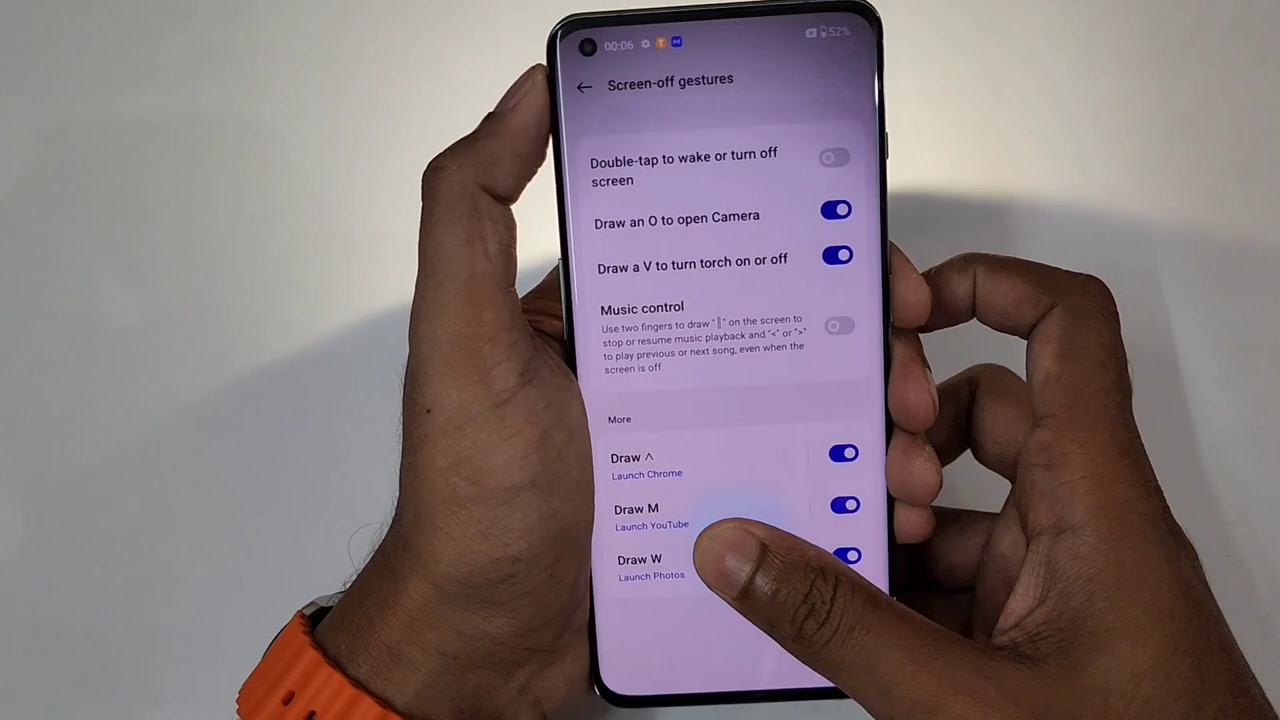 00:06
52%
Screen-off gestures
Double-tap to wake or turn off
screen
Draw an O to open Camera
Draw a V to turn torch on or off
Music control
Use two fingers to draw "||" on the screen to
stop or resume music playback and "<" or ">"
to play previous or next song, even when the
screen is off.
More
Draw ^
Launch Chrome
Draw M
Launch YouTube
Draw W
Launch Photos